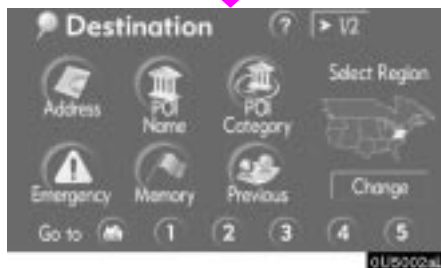 Destination ? ➤ 1/2
Select Region
Address POI Name POI Category
Emergency Memory Previous
Change
Go to 1 2 3 4 5
0U5002aL